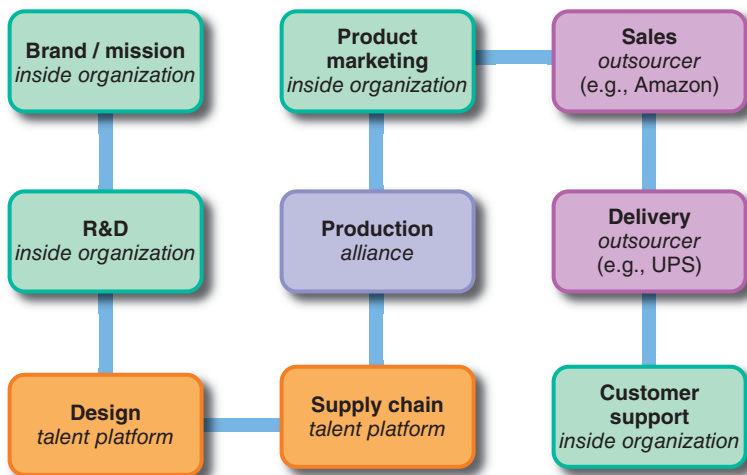 Brand / mission
inside organization
Product
marketing
inside organization
Sales
outsourcer
(e.g., Amazon)
R&D
inside organization
Production
alliance
Delivery
outsourcer
(e.g., UPS)
Design
talent platform
Supply chain
talent platform
Customer
support
inside organization